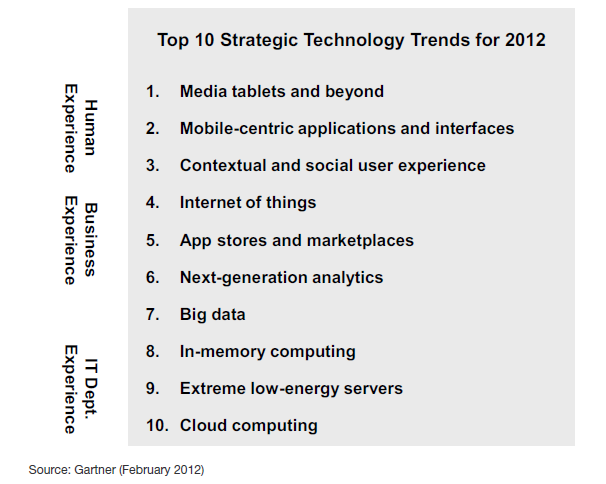 Top 10 Strategic Technology Trends for 2012
Human
Experience
1. Media tablets and beyond
2. Mobile-centric applications and interfaces
3. Contextual and social user experience
Business
Experience
4. Internet of things
5. App stores and marketplaces
6. Next-generation analytics
IT Dept.
Experience
7. Big data
8. In-memory computing
9. Extreme low-energy servers
10. Cloud computing
Source: Gartner (February 2012)